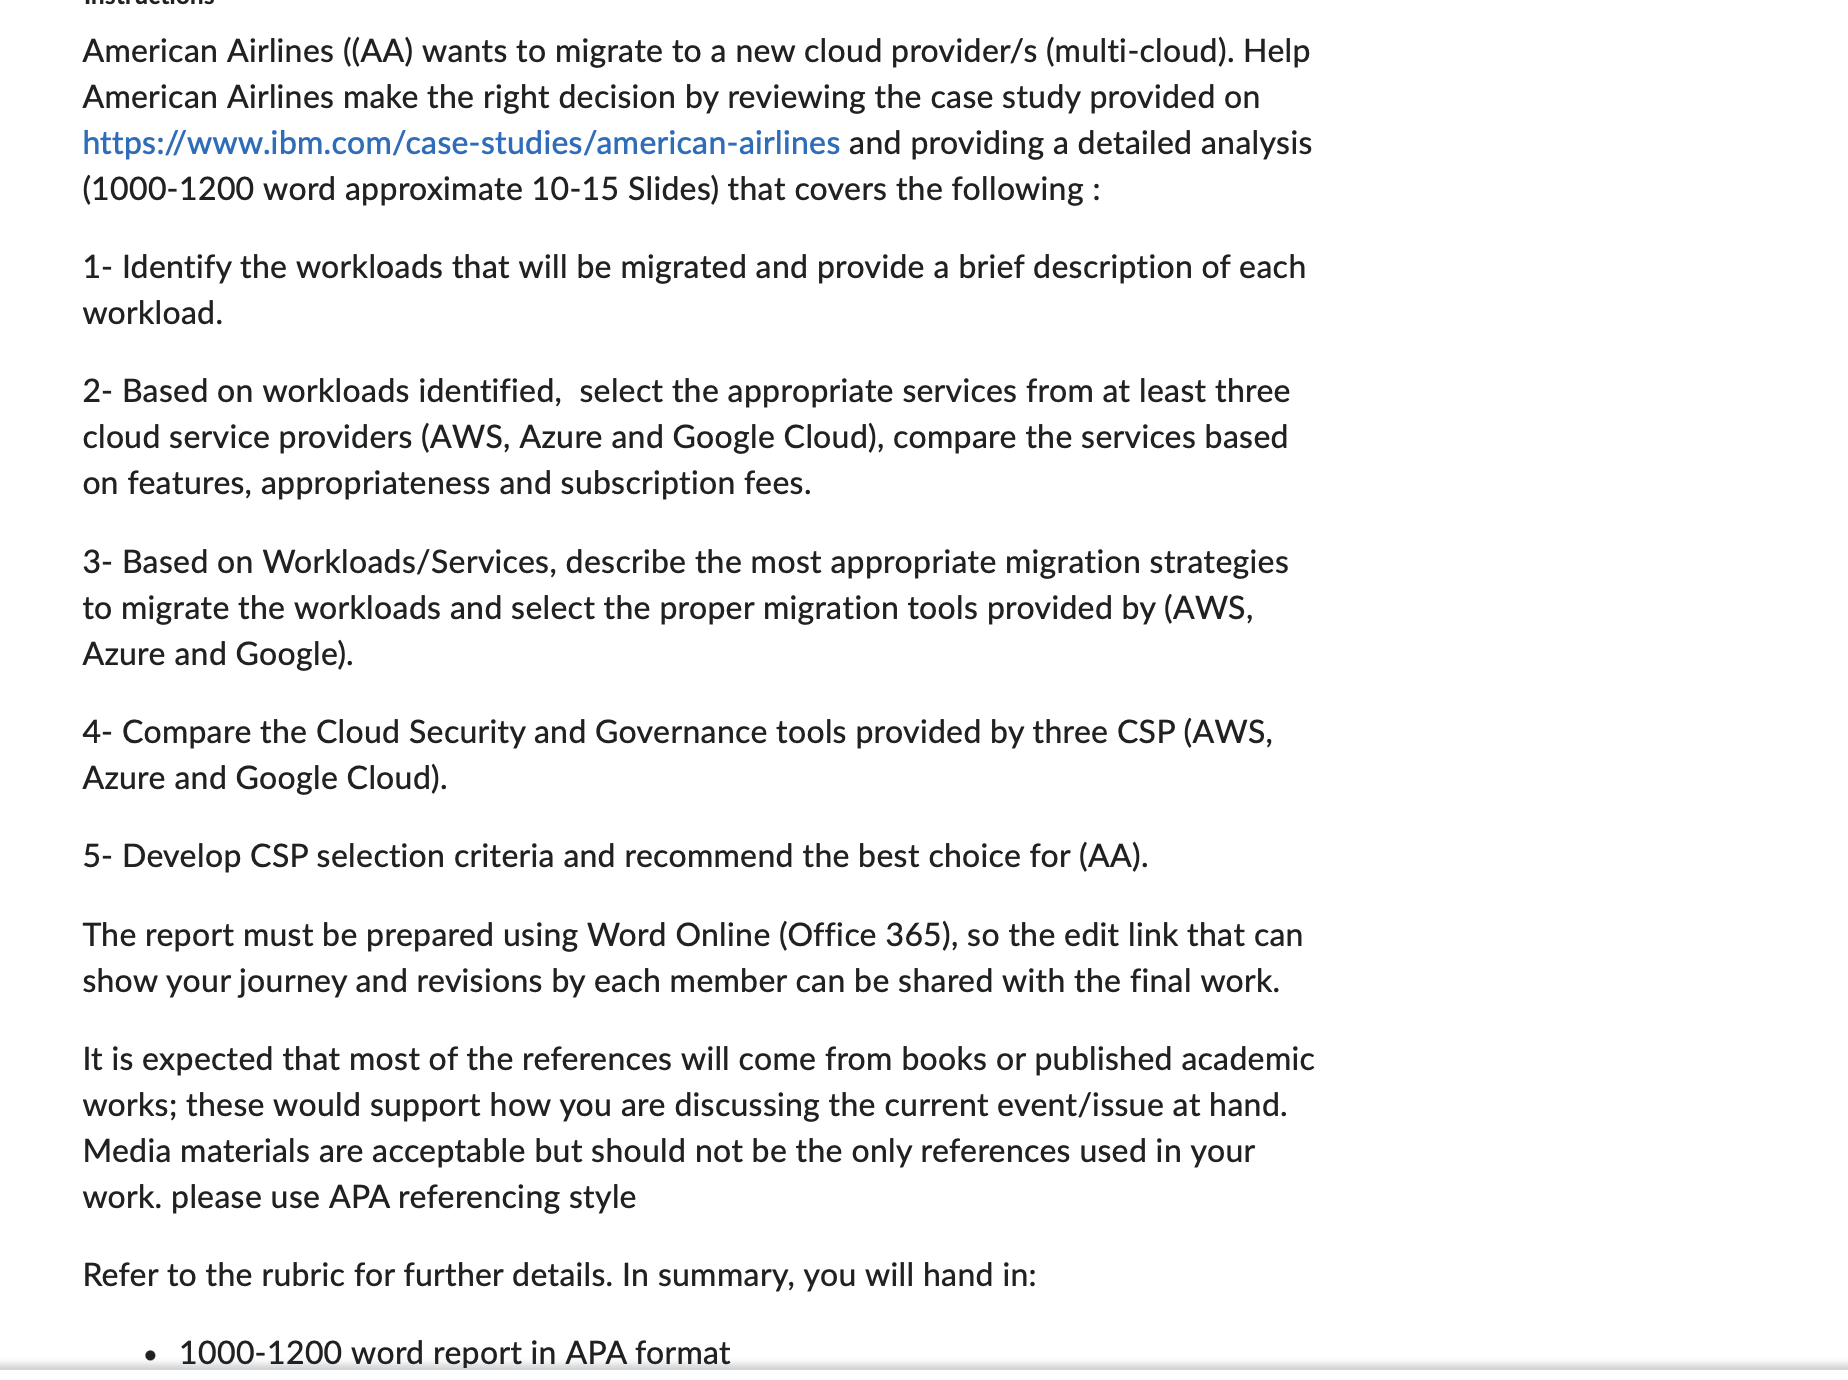 Instructions
American Airlines ((AA) wants to migrate to a new cloud provider/s (multi-cloud). Help
American Airlines make the right decision by reviewing the case study provided on
https://www.ibm.com/case-studies/american-airlines and providing a detailed analysis
(1000-1200 word approximate 10-15 Slides) that covers the following :
1- Identify the workloads that will be migrated and provide a brief description of each
workload.
2- Based on workloads identified,  select the appropriate services from at least three
cloud service providers (AWS, Azure and Google Cloud), compare the services based
on features, appropriateness and subscription fees.
3- Based on Workloads/Services, describe the most appropriate migration strategies
to migrate the workloads and select the proper migration tools provided by (AWS,
Azure and Google).
4- Compare the Cloud Security and Governance tools provided by three CSP (AWS,
Azure and Google Cloud).
5- Develop CSP selection criteria and recommend the best choice for (AA).
The report must be prepared using Word Online (Office 365), so the edit link that can
show your journey and revisions by each member can be shared with the final work.
It is expected that most of the references will come from books or published academic
works; these would support how you are discussing the current event/issue at hand.
Media materials are acceptable but should not be the only references used in your
work. please use APA referencing style
Refer to the rubric for further details. In summary, you will hand in:
• 1000-1200 word report in APA format